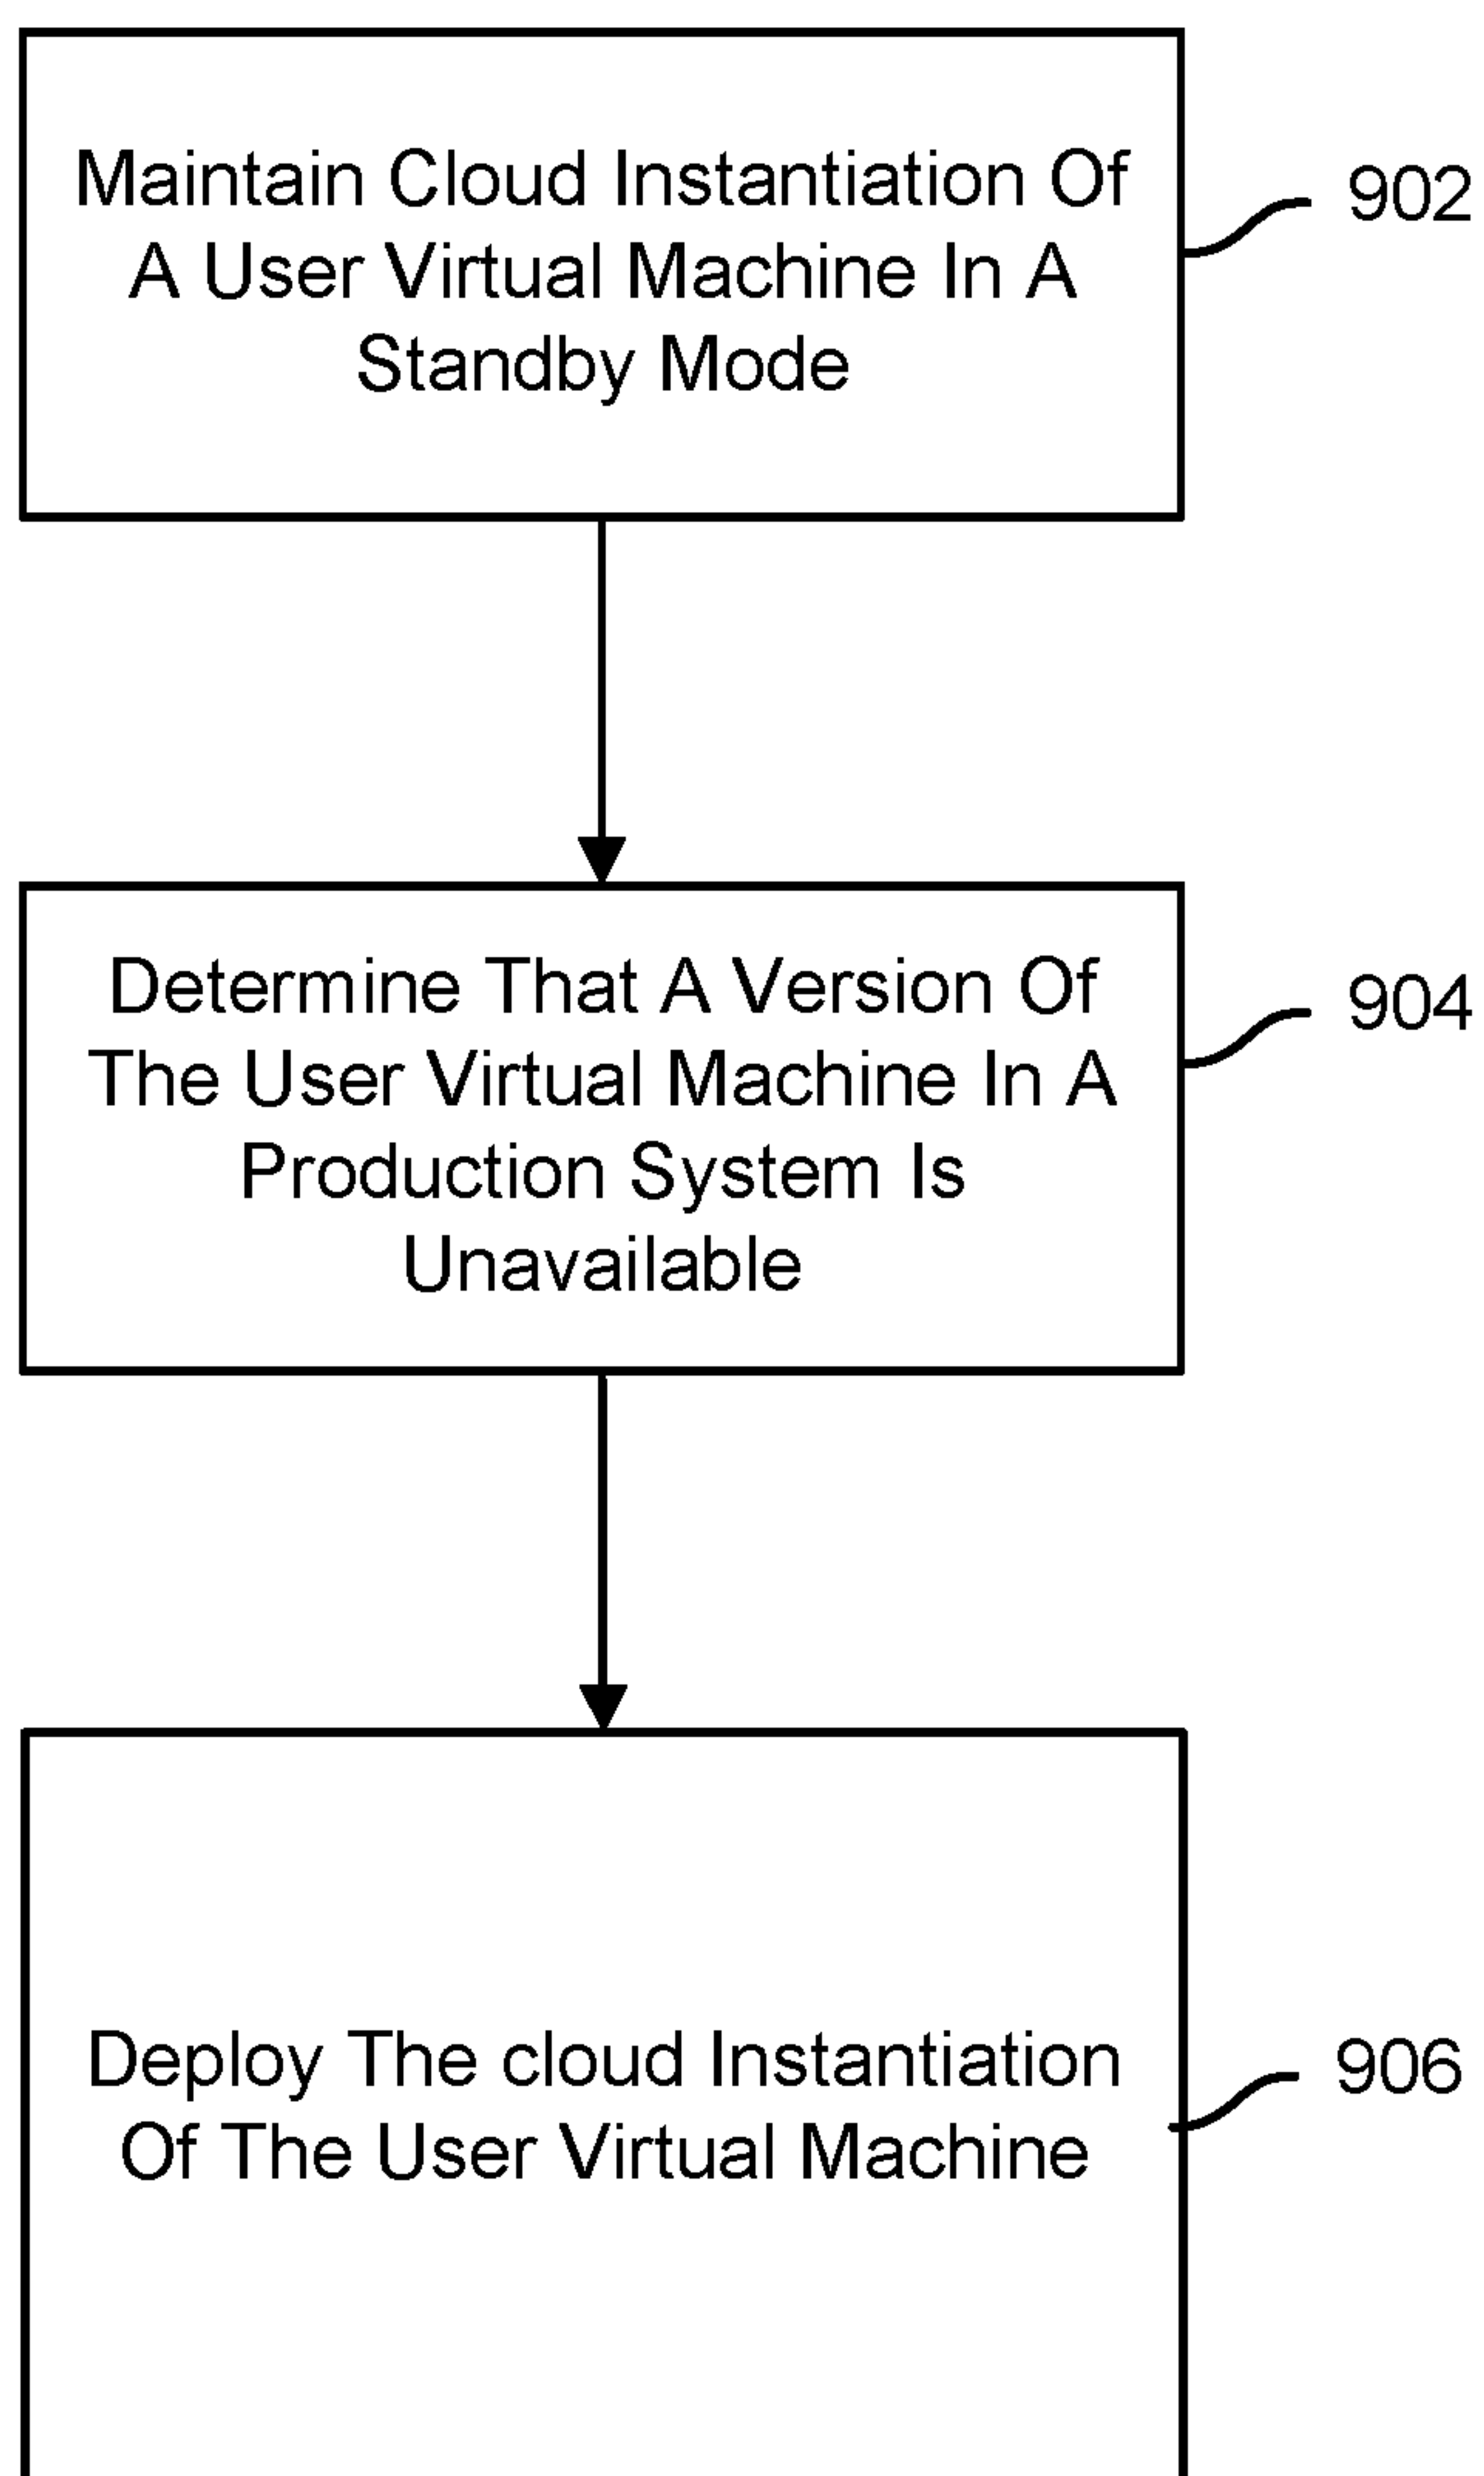 Maintain Cloud Instantiation Of
A User Virtual Machine In A
Standby Mode
902
Determine That A Version Of
The User Virtual Machine In A
Production System Is
Unavailable
904
Deploy The cloud Instantiation
Of The User Virtual Machine
906